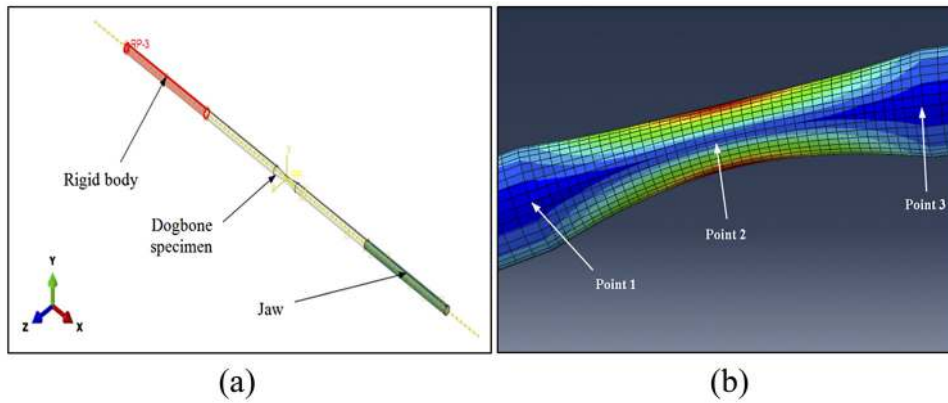 RP-3
Rigid body
Dogbone
specimen
Jaw
Y
Z
X
Point 1
Point 2
Point 3
(a)
(b)